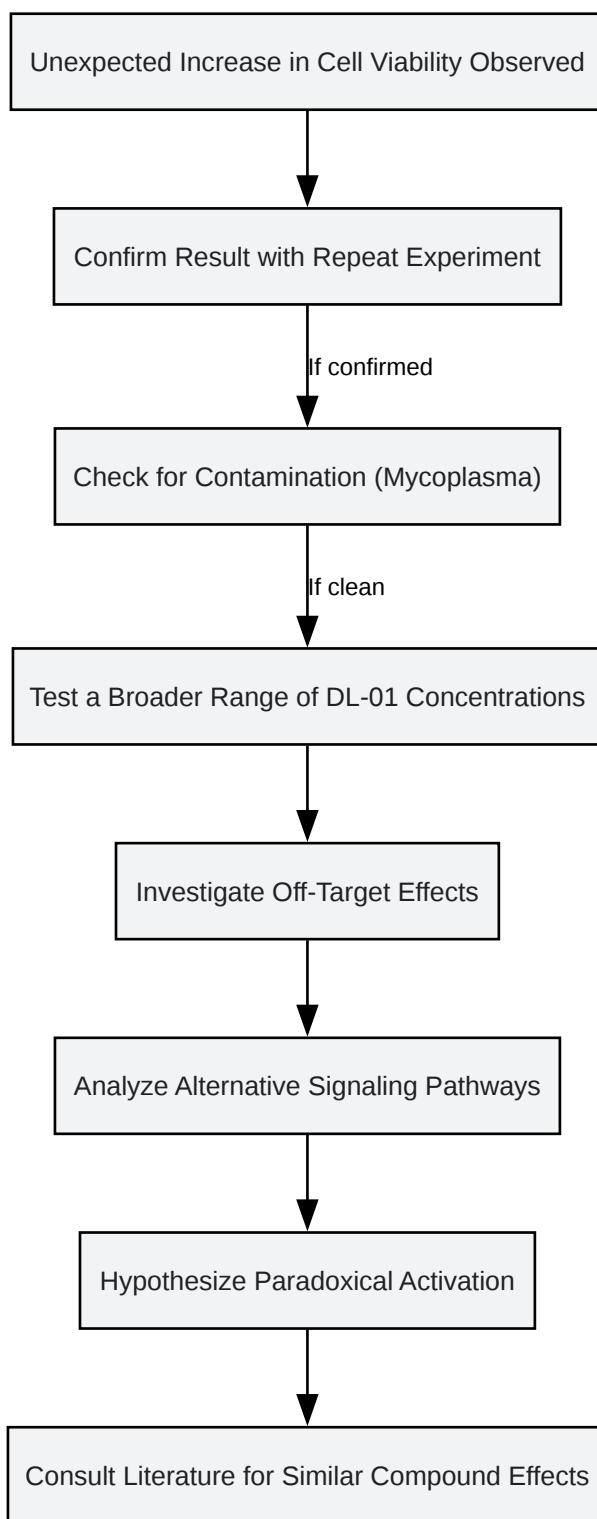 Unexpected Increase in Cell Viability Observed
Confirm Result with Repeat Experiment
If confirmed
Check for Contamination (Mycoplasma)
If clean
Test a Broader Range of DL-01 Concentrations
Investigate Off-Target Effects
Analyze Alternative Signaling Pathways
Hypothesize Paradoxical Activation
Consult Literature for Similar Compound Effects